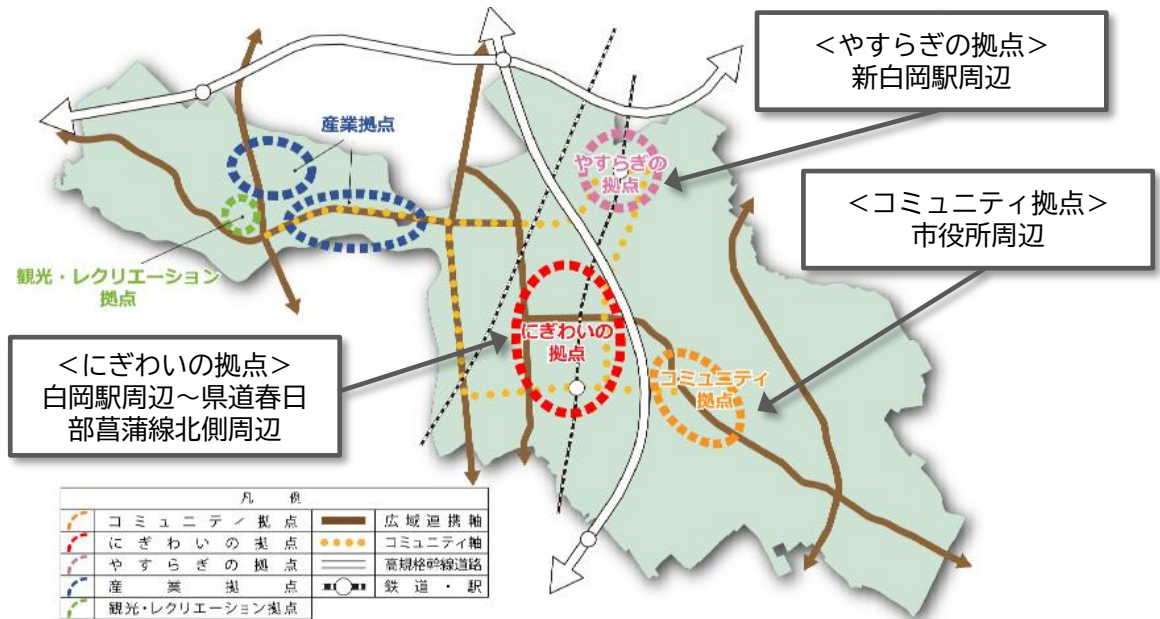 <やすらぎの拠点>
新白岡駅周辺
産業拠点
やすらぎの
拠点
<コミュニティ拠点>
市役所周辺
観光・レクリエーション
拠点
にぎわいの
拠点
<にぎわいの拠点>
白岡駅周辺～県道春日
部菖蒲線北側周辺
コミュニティ
拠点
凡例
コミュニティ拠点 広域連携軸
にぎわいの拠点 コミュニティ軸
やすらぎの拠点 高規格幹線道路
産業拠点 鉄道・駅
観光・レクリエーション拠点